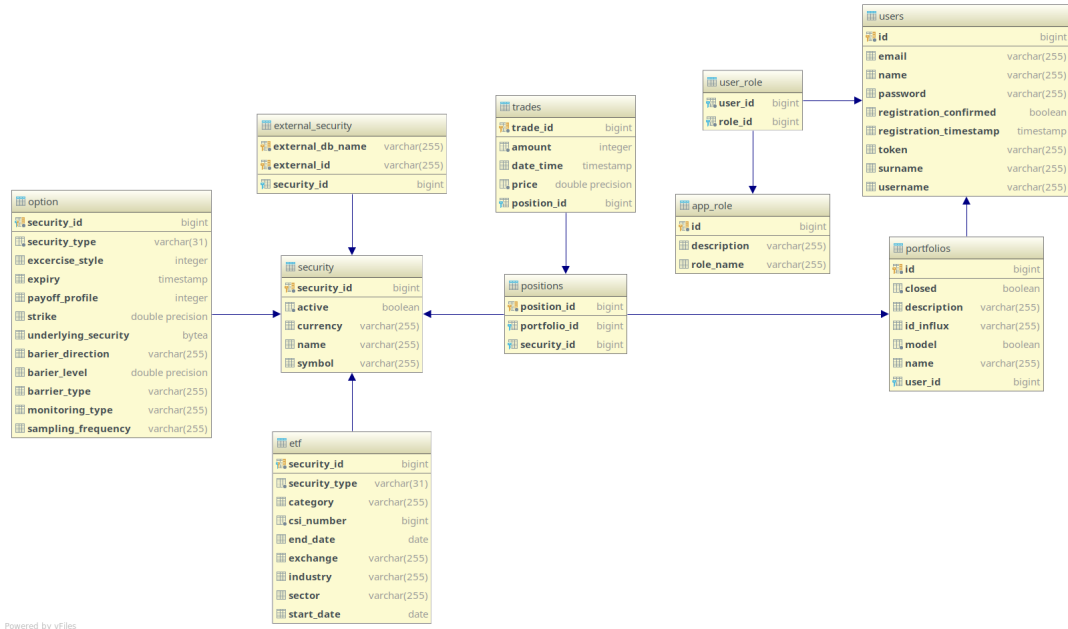 users
id bigint
email varchar(255)
name varchar(255)
password varchar(255)
registration_confirmed boolean
registration_timestamp timestamp
token varchar(255)
surname varchar(255)
username varchar(255)
user_role
user_id bigint
role_id bigint
trades
trade_id bigint
amount integer
date_time timestamp
price double precision
position_id bigint
external_security
external_db_name varchar(255)
external_id varchar(255)
security_id bigint
option
security_id bigint
security_type varchar(31)
excercise_style integer
expiry timestamp
payoff_profile integer
strike double precision
underlying_security bytea
barier_direction varchar(255)
barier_level double precision
barrier_type varchar(255)
monitoring_type varchar(255)
sampling_frequency varchar(255)
app_role
id bigint
description varchar(255)
role_name varchar(255)
security
security_id bigint
active boolean
currency varchar(255)
name varchar(255)
symbol varchar(255)
positions
position_id bigint
portfolio_id bigint
security_id bigint
portfolios
id bigint
closed boolean
description varchar(255)
id_influx varchar(255)
model boolean
name varchar(255)
user_id bigint
etf
security_id bigint
security_type varchar(31)
category varchar(255)
csi_number bigint
end_date date
exchange varchar(255)
industry varchar(255)
sector varchar(255)
start_date date
Powered by yFiles